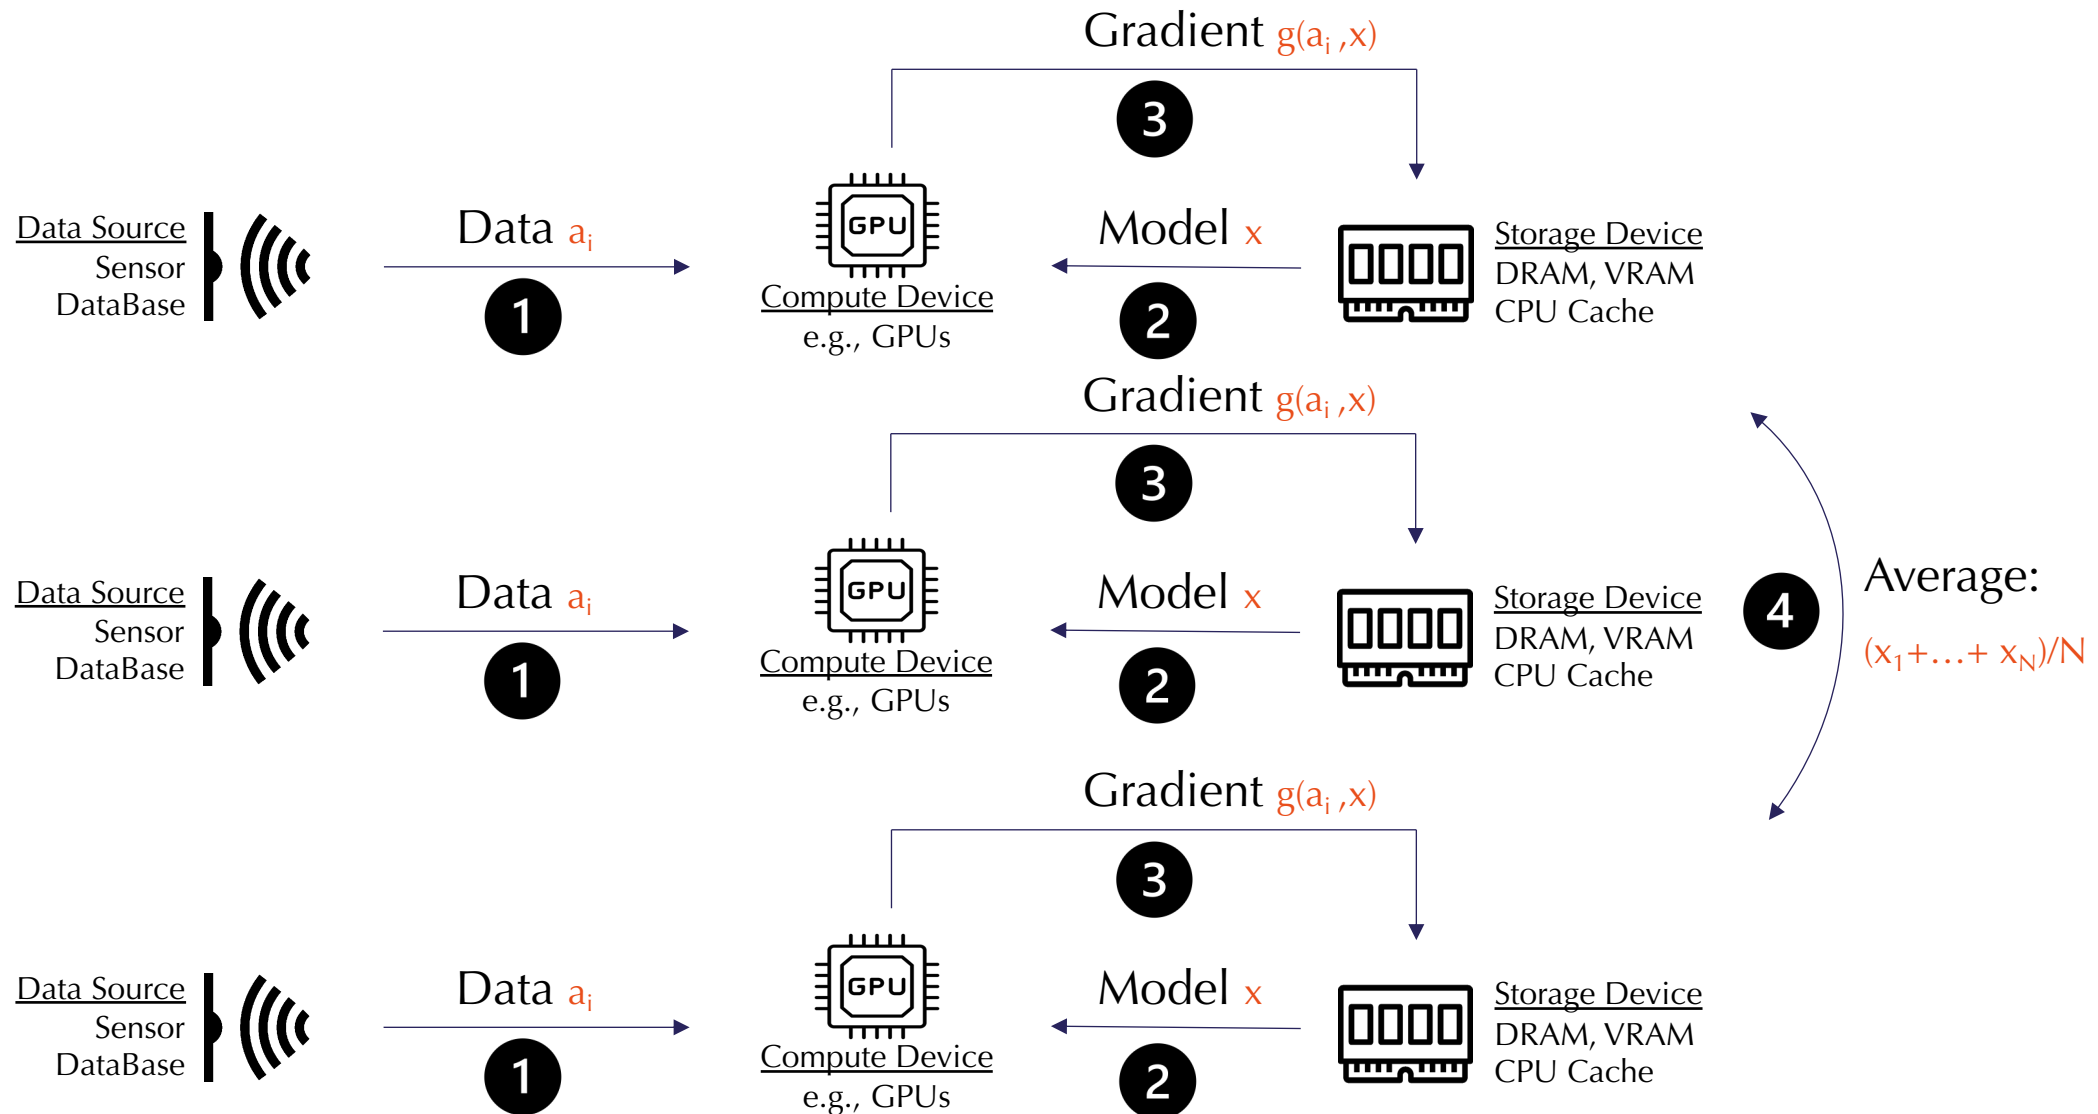 Gradient g(aᵢ ,x)
3
Data Source
Sensor
DataBase
Data aᵢ
1
GPU
Compute Device
e.g., GPUs
Model x
2
Storage Device
DRAM, VRAM
CPU Cache
Gradient g(aᵢ ,x)
3
Data Source
Sensor
DataBase
Data aᵢ
1
GPU
Compute Device
e.g., GPUs
Model x
2
Storage Device
DRAM, VRAM
CPU Cache
4
Average:
(x₁+...+ x_N)/N
Gradient g(aᵢ ,x)
3
Data Source
Sensor
DataBase
Data aᵢ
1
GPU
Compute Device
e.g., GPUs
Model x
2
Storage Device
DRAM, VRAM
CPU Cache